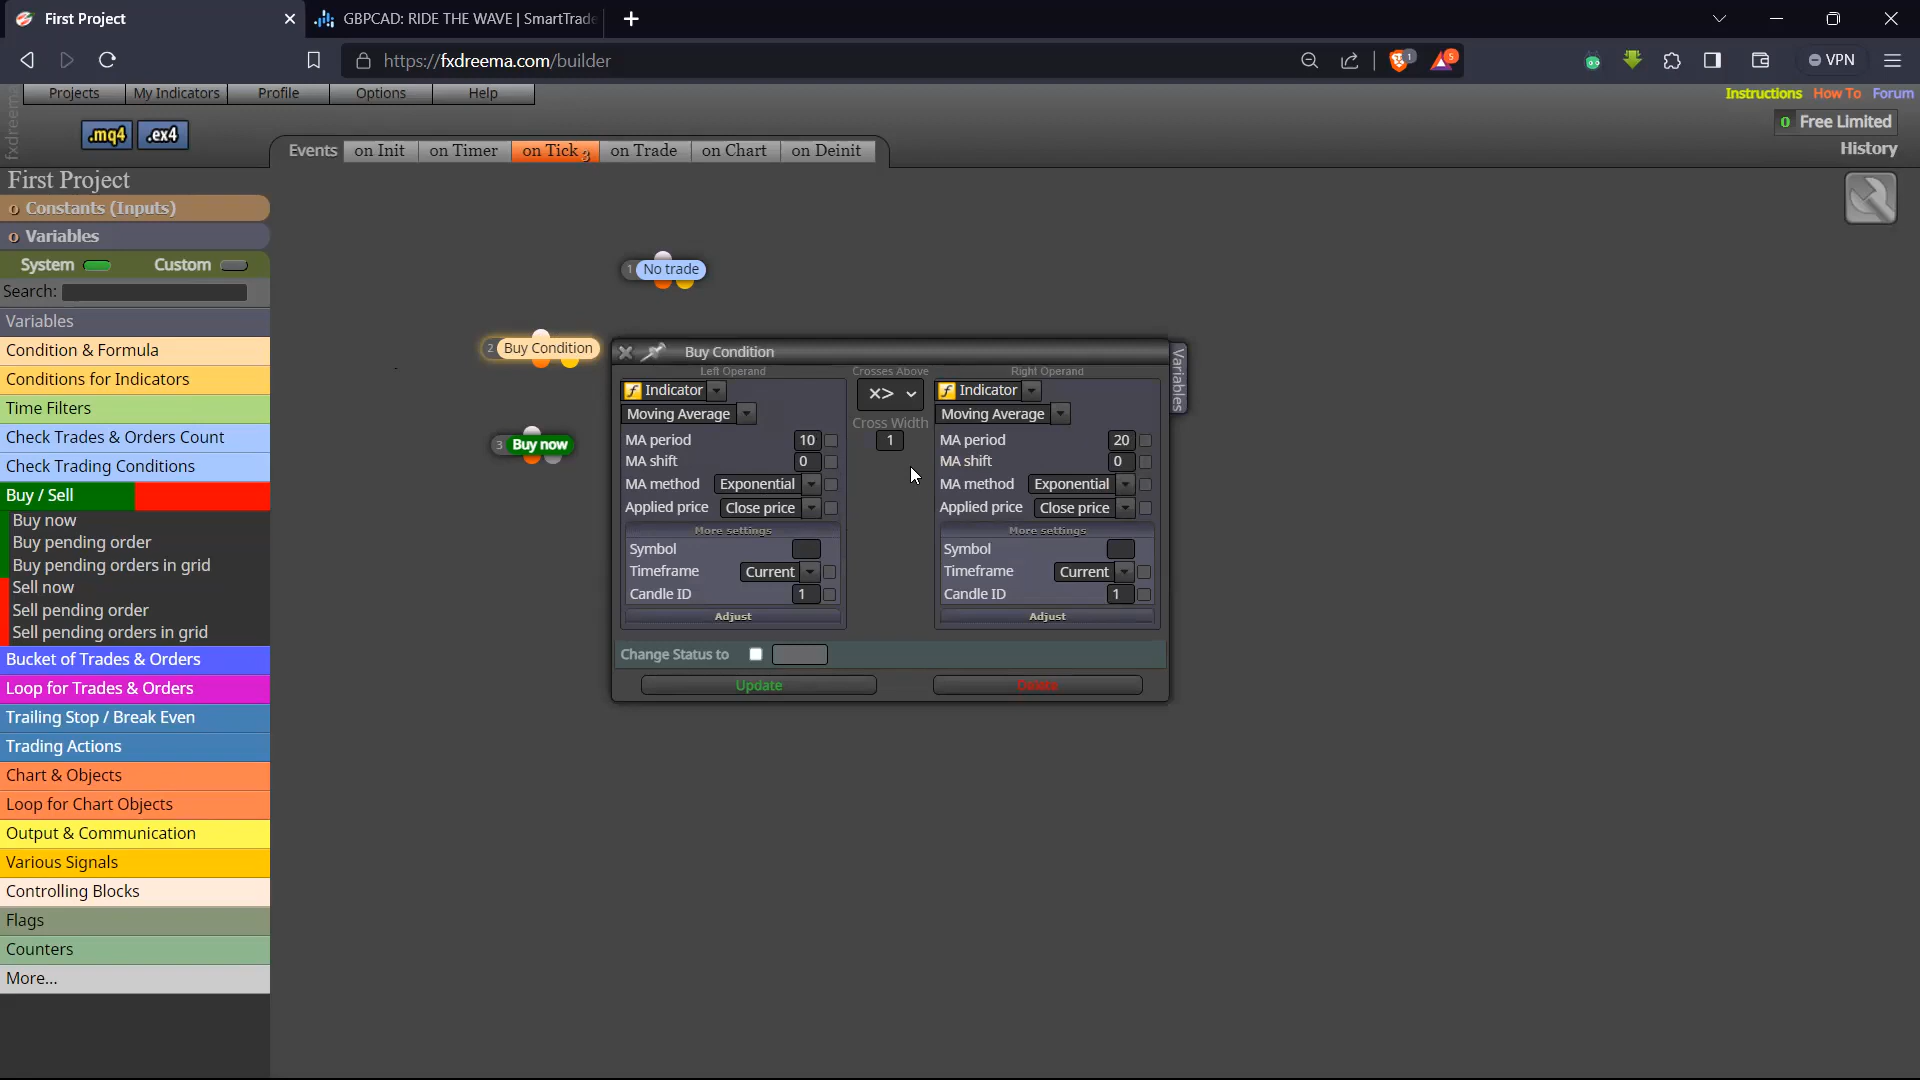 First Project
GBPCAD: RIDE THE WAVE | SmartTrade
https://fxdreema.com/builder
1
5
VPN
fxdreema
Projects
My Indicators
Profile
Options
Help
Instructions
How To
Forum
.mq4
.ex4
0 Free Limited
Events
on Init
on Timer
on Tick 3
on Trade
on Chart
on Deinit
History
First Project
0 Constants (Inputs)
0 Variables
System
Custom
Search:
Variables
Condition & Formula
Conditions for Indicators
Time Filters
Check Trades & Orders Count
Check Trading Conditions
Buy / Sell
Buy now
Buy pending order
Buy pending orders in grid
Sell now
Sell pending order
Sell pending orders in grid
Bucket of Trades & Orders
Loop for Trades & Orders
Trailing Stop / Break Even
Trading Actions
Chart & Objects
Loop for Chart Objects
Output & Communication
Various Signals
Controlling Blocks
Flags
Counters
More...
1 No trade
2 Buy Condition
3 Buy now
Buy Condition
Variables
Left Operand
Crosses Above
Right Operand
f Indicator
x>
f Indicator
Moving Average
Cross Width
Moving Average
MA period 10
1
MA period 20
MA shift 0
MA shift 0
MA method Exponential
MA method Exponential
Applied price Close price
Applied price Close price
More settings
More settings
Symbol
Symbol
Timeframe Current
Timeframe Current
Candle ID 1
Candle ID 1
Adjust
Adjust
Change Status to
Update
Delete